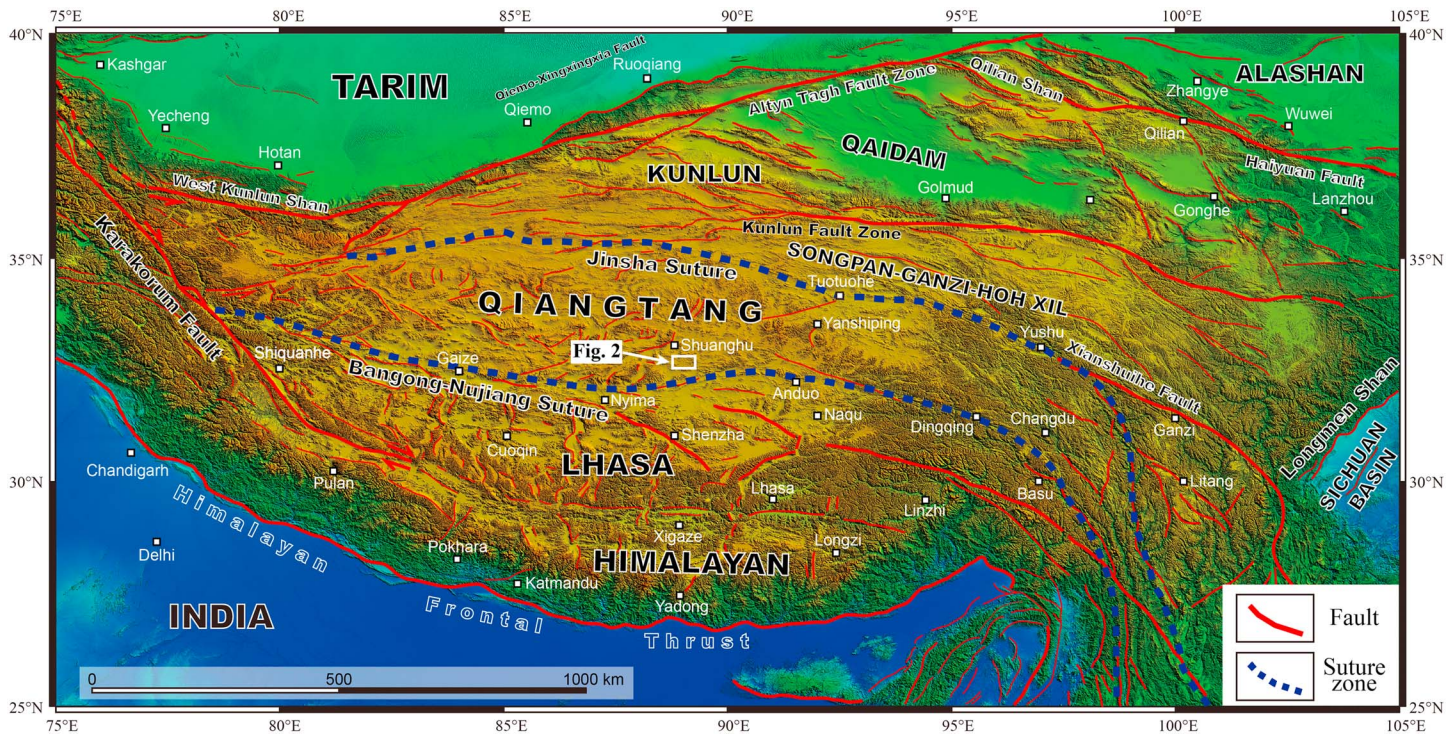 75°E 80°E 85°E 90°E 95°E 100°E 105°E
40°N 40°N
Kashgar
TARIM
Qiemo-Xingxingxia Fault
Ruoqiang
Altyn Tagh Fault Zone
Qilian Shan
Zhangye
ALASHAN
Yecheng
Qiemo
Qilian
Wuwei
Hotan
KUNLUN
QAIDAM
Golmud
Haiyuan Fault
West Kunlun Shan
Gonghe
Lanzhou
Karakorum Fault
Kunlun Fault Zone
35°N 35°N
Jinsha Suture
SONGPAN-GANZI-HOH XIL
Tuotuohe
QIANGTANG
Yanshiping
Yushu
Shuanghu
Fig. 2
Xianshuihe Fault
Shiquanhe
Gaize
Bangong-Nujiang Suture
Nyima
Anduo
Naqu
Dingqing
Changdu
Ganzi
Longmen Shan
Shenzha
Cuoqin
LHASA
SICHUAN
BASIN
Chandigarh
30°N 30°N
Pulan
Lhasa
Linzhi
Basu
Litang
Himalayan
Xigaze
Longzi
Delhi
Pokhara
HIMALAYAN
Katmandu
Yadong
INDIA
Frontal
Thrust
Fault
Suture
zone
0 500 1000 km
25°N 25°N
75°E 80°E 85°E 90°E 95°E 100°E 105°E